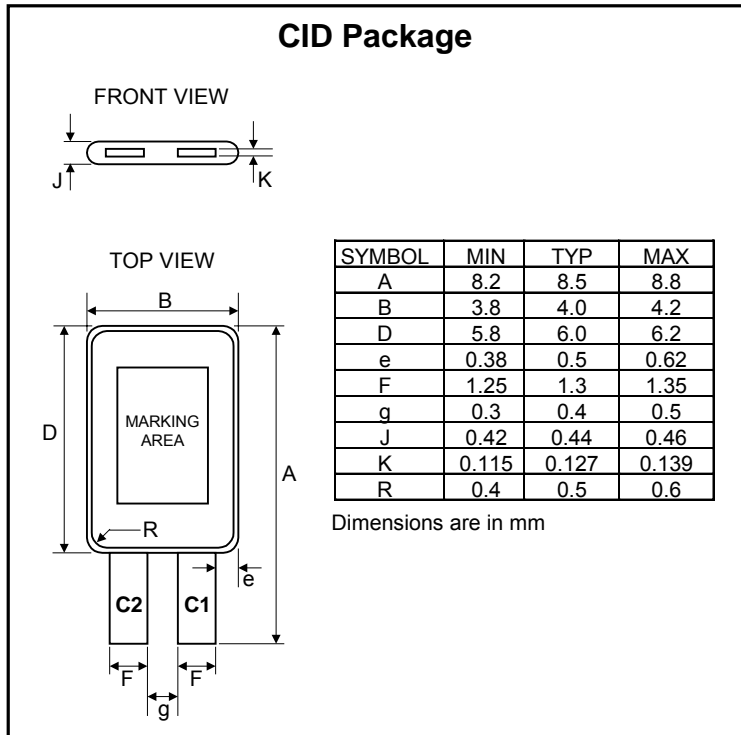 CID Package
FRONT VIEW
J
K
TOP VIEW
B
D
MARKING
AREA
A
R
e
C2 C1
F F
g
SYMBOL MIN TYP MAX
A 8.2 8.5 8.8
B 3.8 4.0 4.2
D 5.8 6.0 6.2
e 0.38 0.5 0.62
F 1.25 1.3 1.35
g 0.3 0.4 0.5
J 0.42 0.44 0.46
K 0.115 0.127 0.139
R 0.4 0.5 0.6
Dimensions are in mm